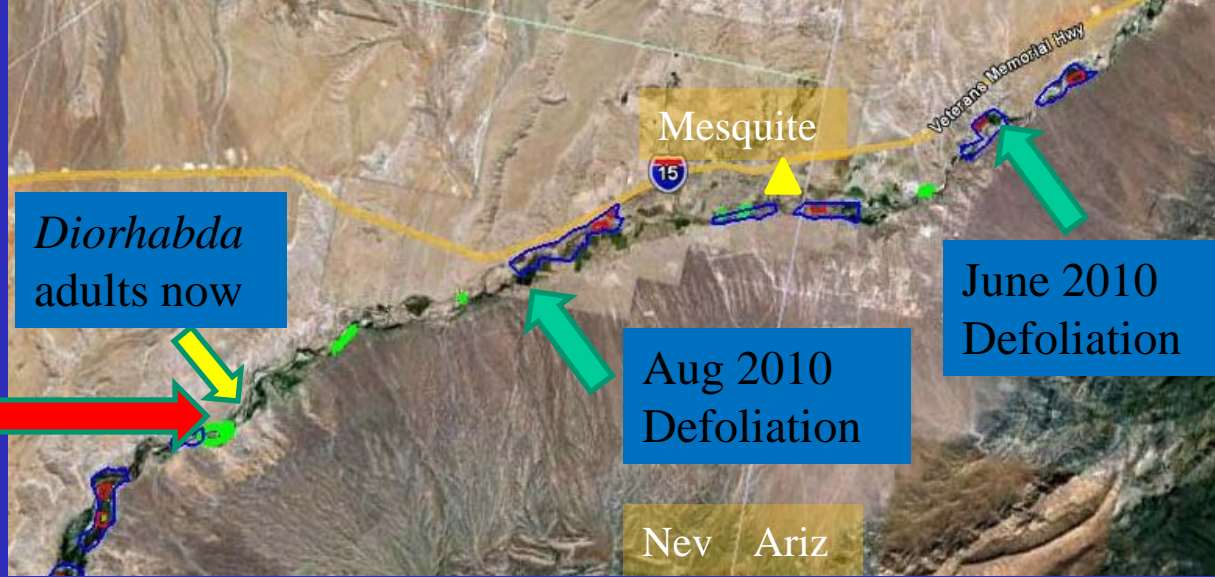 Veterans Memorial Hwy
Mesquite
15
Diorhabda
adults now
June 2010
Defoliation
Aug 2010
Defoliation
Nev Ariz